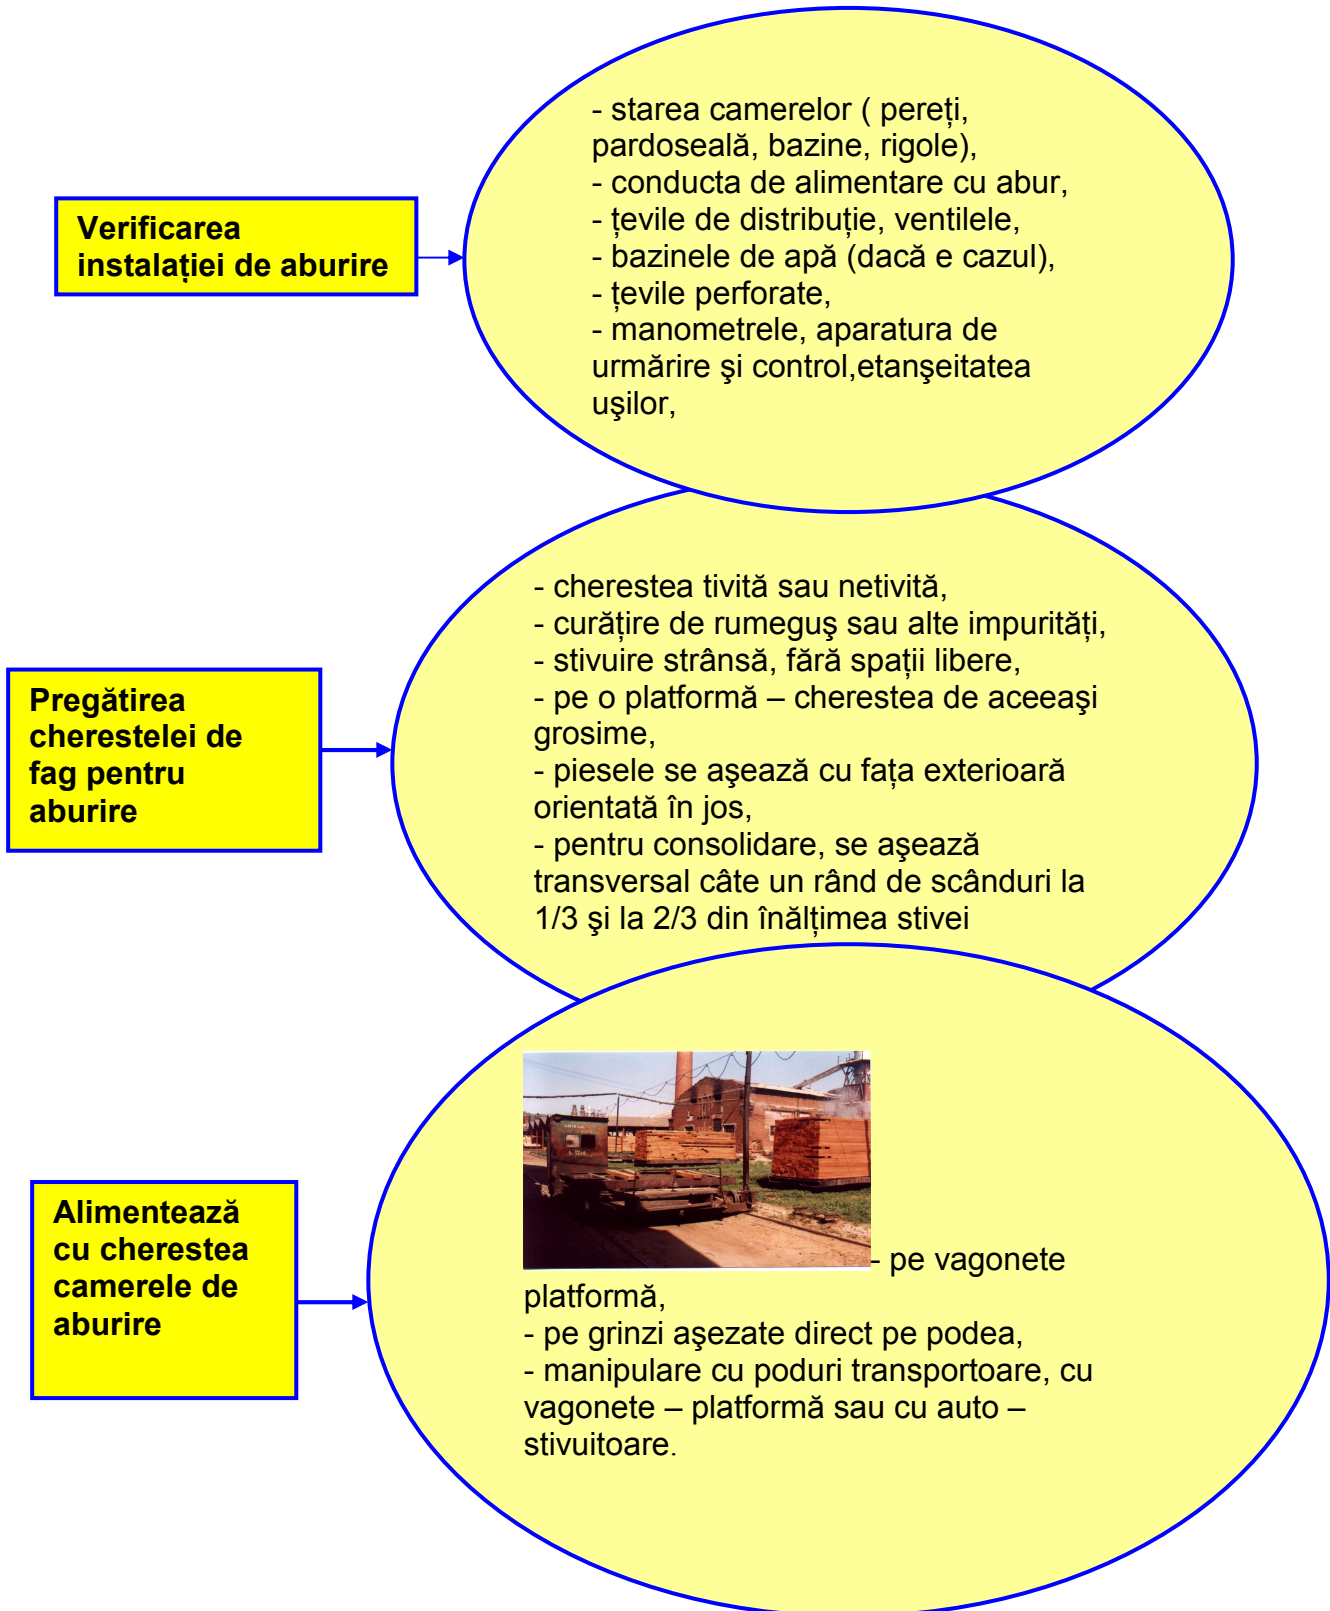 Verificarea
instalației de aburire
- starea camerelor ( pereți,
pardoseală, bazine, rigole),
- conducta de alimentare cu abur,
- țevile de distribuție, ventilele,
- bazinele de apă (dacă e cazul),
- țevile perforate,
- manometrele, aparatura de
urmărire şi control,etanşeitatea
uşilor,
Pregătirea
cherestelei de
fag pentru
aburire
- cherestea tivită sau netivită,
- curățire de rumeguş sau alte impurități,
- stivuire strânsă, fără spații libere,
- pe o platformă – cherestea de aceeaşi
grosime,
- piesele se aşează cu fața exterioară
orientată în jos,
- pentru consolidare, se aşează
transversal câte un rând de scânduri la
1/3 şi la 2/3 din înălțimea stivei
Alimentează
cu cherestea
camerele de
aburire
- pe vagonete
platformă,
- pe grinzi aşezate direct pe podea,
- manipulare cu poduri transportoare, cu
vagonete – platformă sau cu auto –
stivuitoare.